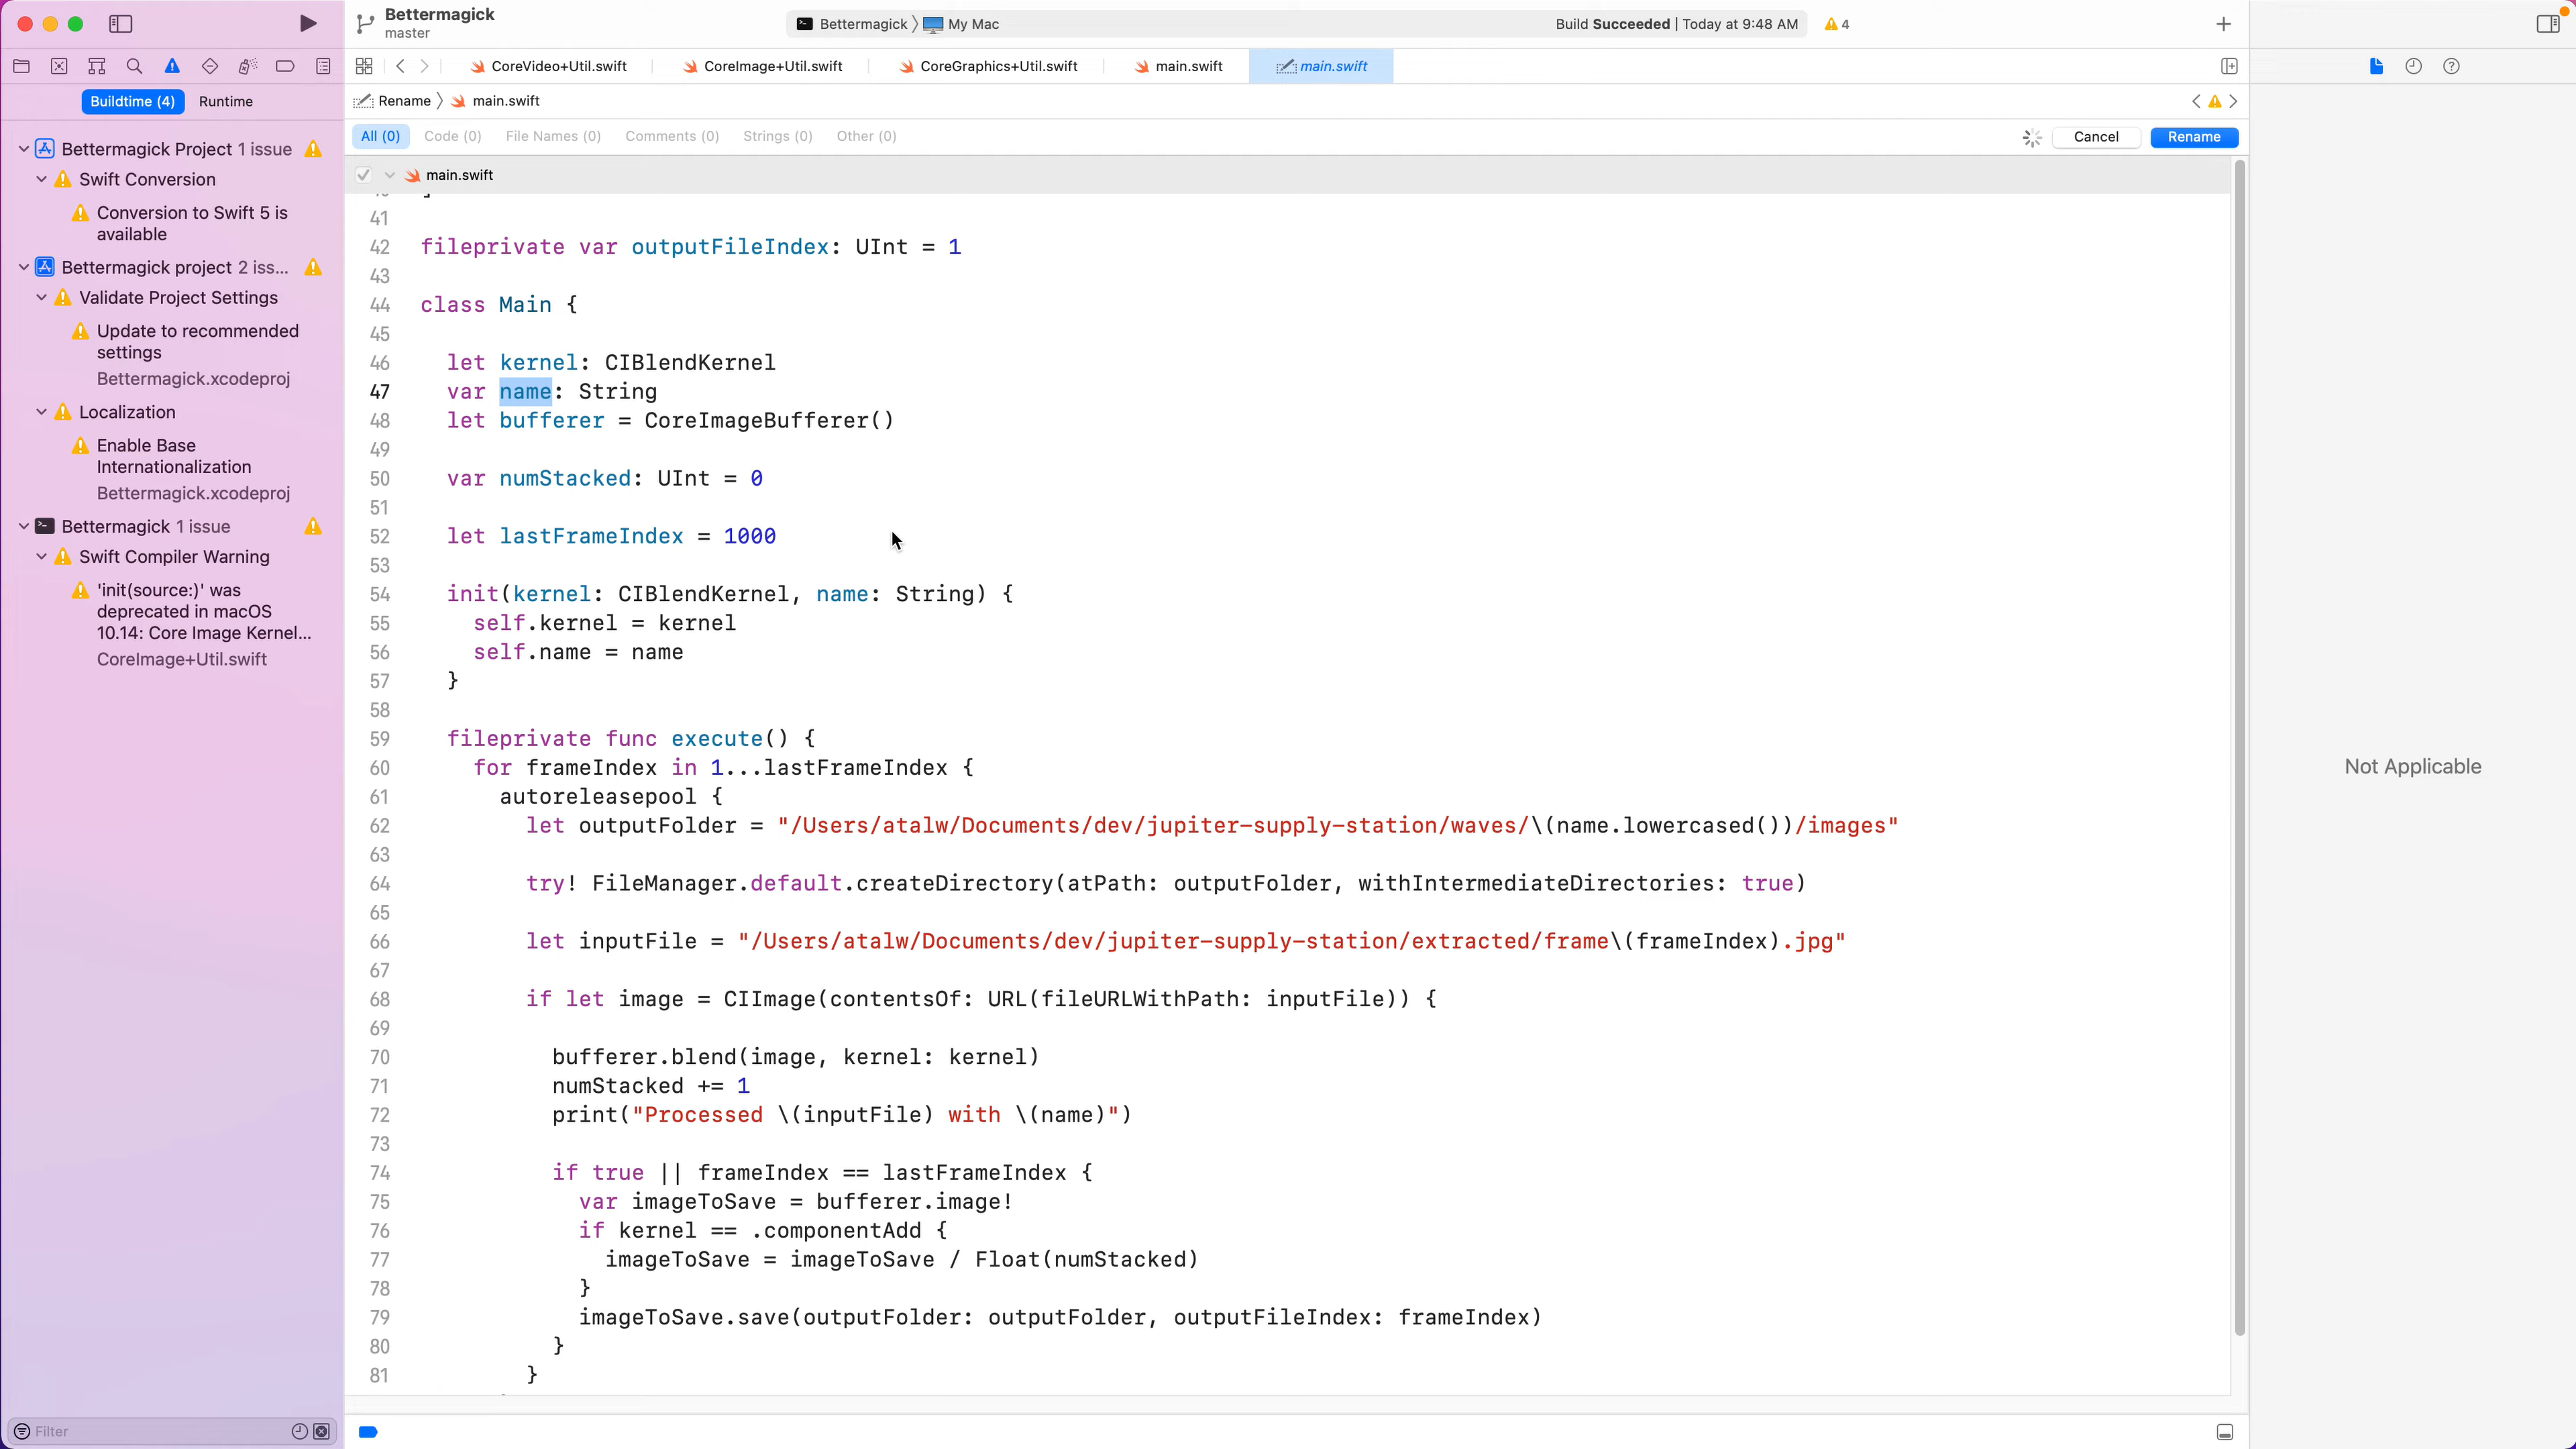 Bettermagick
master
Bettermagick
My Mac
Build Succeeded | Today at 9:48 AM
4
CoreVideo+Util.swift
CoreImage+Util.swift
CoreGraphics+Util.swift
main.swift
main.swift
Buildtime (4)
Runtime
Rename
main.swift
All (0)
Code (0)
File Names (0)
Comments (0)
Strings (0)
Other (0)
Cancel
Rename
Bettermagick Project 1 issue
Swift Conversion
Conversion to Swift 5 is
available
Bettermagick project 2 iss...
Validate Project Settings
Update to recommended
settings
Bettermagick.xcodeproj
Localization
Enable Base
Internationalization
Bettermagick.xcodeproj
Bettermagick 1 issue
Swift Compiler Warning
'init(source:)' was
deprecated in macOS
10.14: Core Image Kernel...
CoreImage+Util.swift
Filter
main.swift
41
42 fileprivate var outputFileIndex: UInt = 1
43
44 class Main {
45
46 let kernel: CIBlendKernel
47 var name: String
48 let bufferer = CoreImageBufferer()
49
50 var numStacked: UInt = 0
51
52 let lastFrameIndex = 1000
53
54 init(kernel: CIBlendKernel, name: String) {
55 self.kernel = kernel
56 self.name = name
57 }
58
59 fileprivate func execute() {
60 for frameIndex in 1...lastFrameIndex {
61 autoreleasepool {
62 let outputFolder = "/Users/atalw/Documents/dev/jupiter-supply-station/waves/\(name.lowercased())/images"
63
64 try! FileManager.default.createDirectory(atPath: outputFolder, withIntermediateDirectories: true)
65
66 let inputFile = "/Users/atalw/Documents/dev/jupiter-supply-station/extracted/frame\(frameIndex).jpg"
67
68 if let image = CIImage(contentsOf: URL(fileURLWithPath: inputFile)) {
69
70 bufferer.blend(image, kernel: kernel)
71 numStacked += 1
72 print("Processed \(inputFile) with \(name)")
73
74 if true || frameIndex == lastFrameIndex {
75 var imageToSave = bufferer.image!
76 if kernel == .componentAdd {
77 imageToSave = imageToSave / Float(numStacked)
78 }
79 imageToSave.save(outputFolder: outputFolder, outputFileIndex: frameIndex)
80 }
81 }
Not Applicable